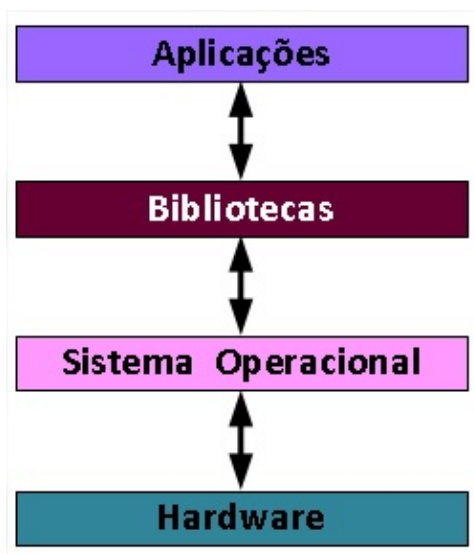 Aplicações
Bibliotecas
Sistema Operacional
Hardware